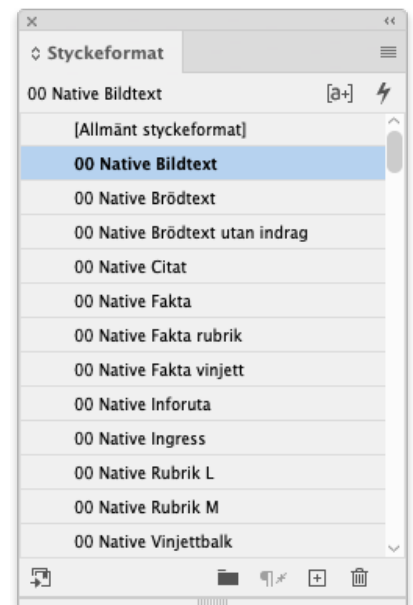 Styckeformat
00 Native Bildtext [a+]
[Allmänt styckeformat]
00 Native Bildtext
00 Native Brödtext
00 Native Brödtext utan indrag
00 Native Citat
00 Native Fakta
00 Native Fakta rubrik
00 Native Fakta vinjett
00 Native Inforuta
00 Native Ingress
00 Native Rubrik L
00 Native Rubrik M
00 Native Vinjettbalk